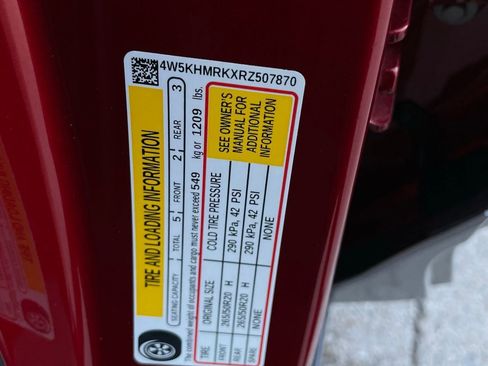 4W5KHMRKXRZ507870
TIRE AND LOADING INFORMATION
SEATING CAPACITY TOTAL 5 FRONT 2 REAR 3
The combined weight of occupants and cargo must never exceed 549 kg or 1209 lbs.
TIRE ORIGINAL SIZE COLD TIRE PRESSURE
FRONT 265/50R20 H 290 kPa, 42 PSI
REAR 265/50R20 H 290 kPa, 42 PSI
SPARE NONE NONE
SEE OWNER'S
MANUAL FOR
ADDITIONAL
INFORMATION